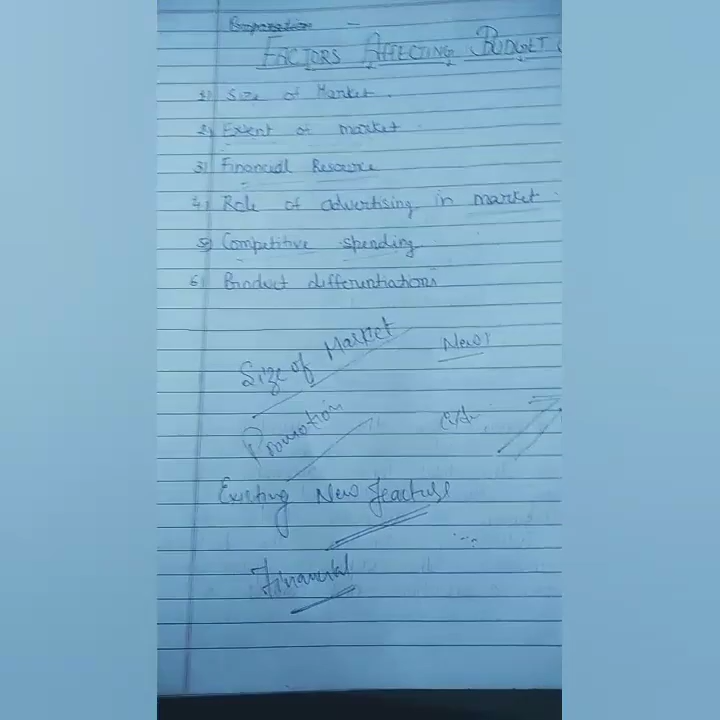 FACTORS AFFECTING BUDGET
1) Size of Market.
2) Extent of market
3) Financial Resource
4) Role of advertising in market
5) Competitive spending
6) Product differentiations
Size of Market
New
Promotion
Existing New feature
Financial